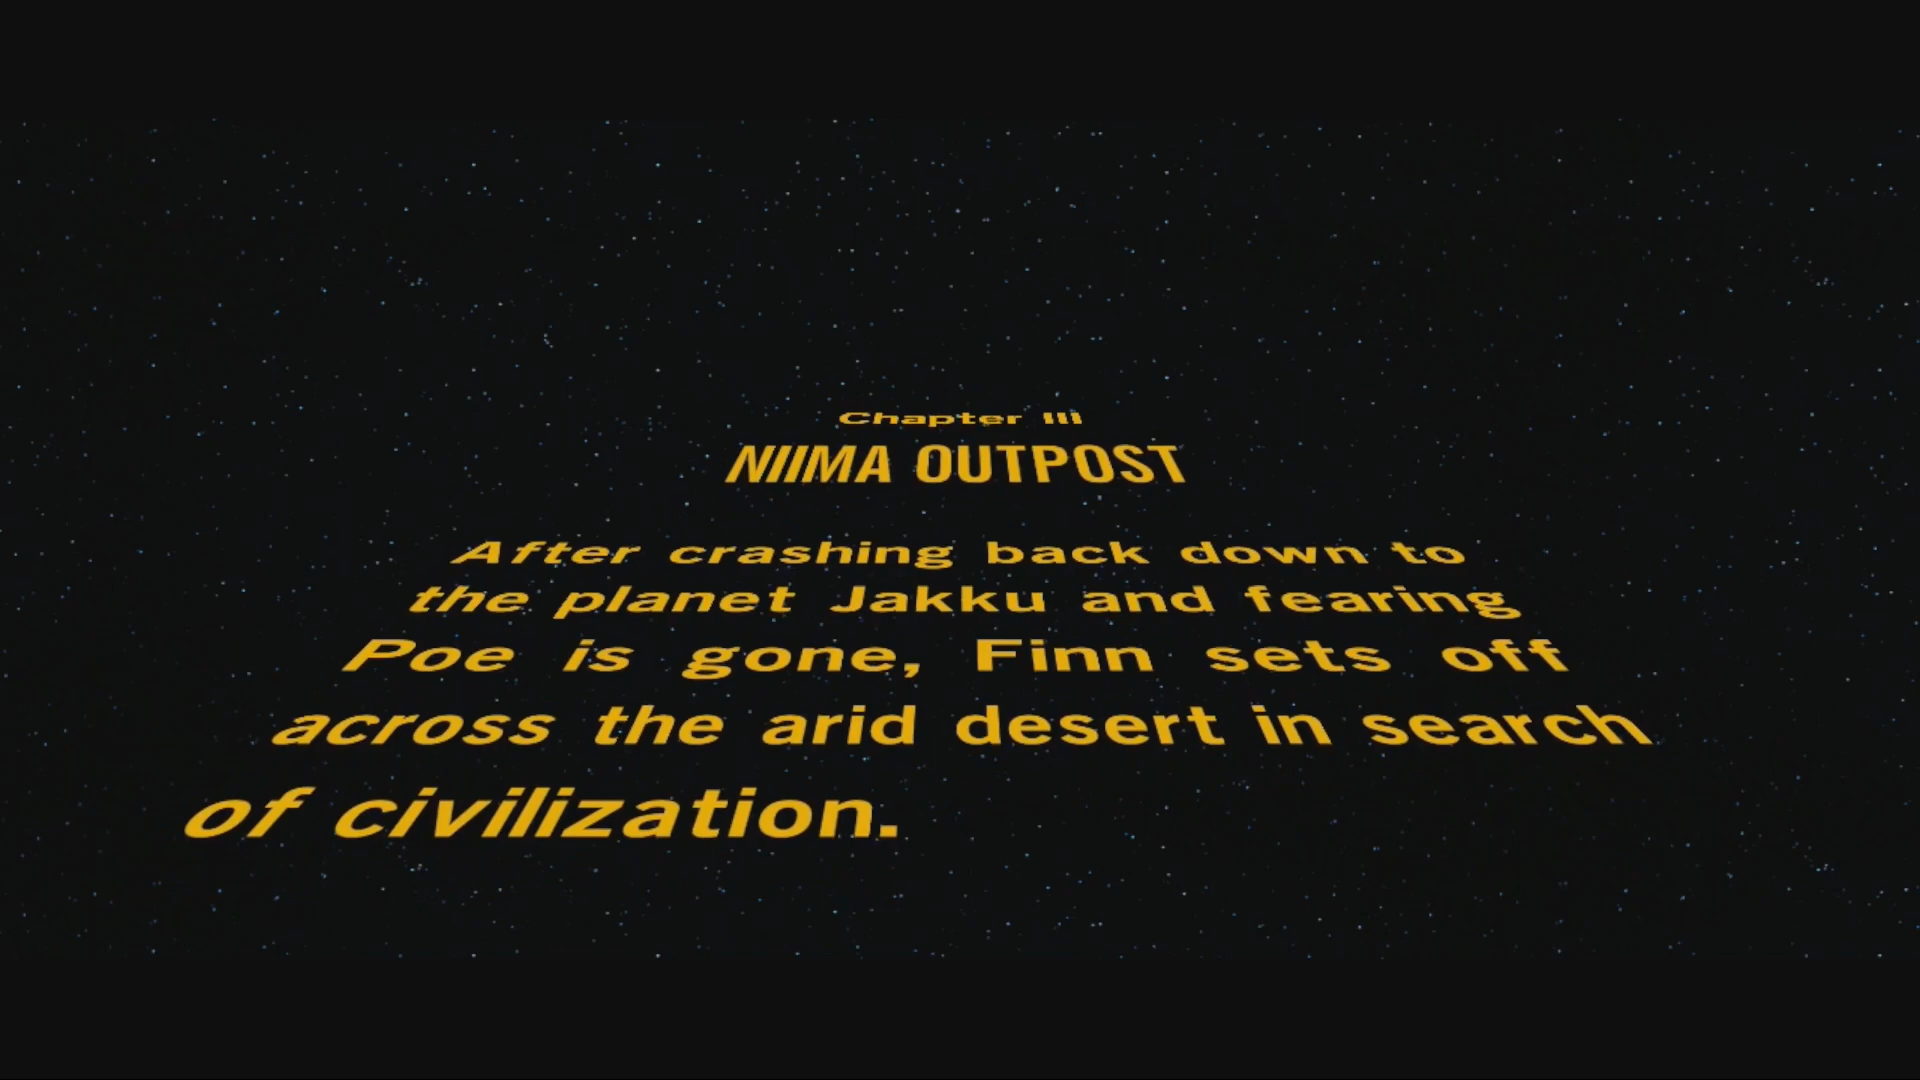 Chapter III
NIIMA OUTPOST
After crashing back down to
the planet Jakku and fearing
Poe is gone, Finn sets off
across the arid desert in search
of civilization.